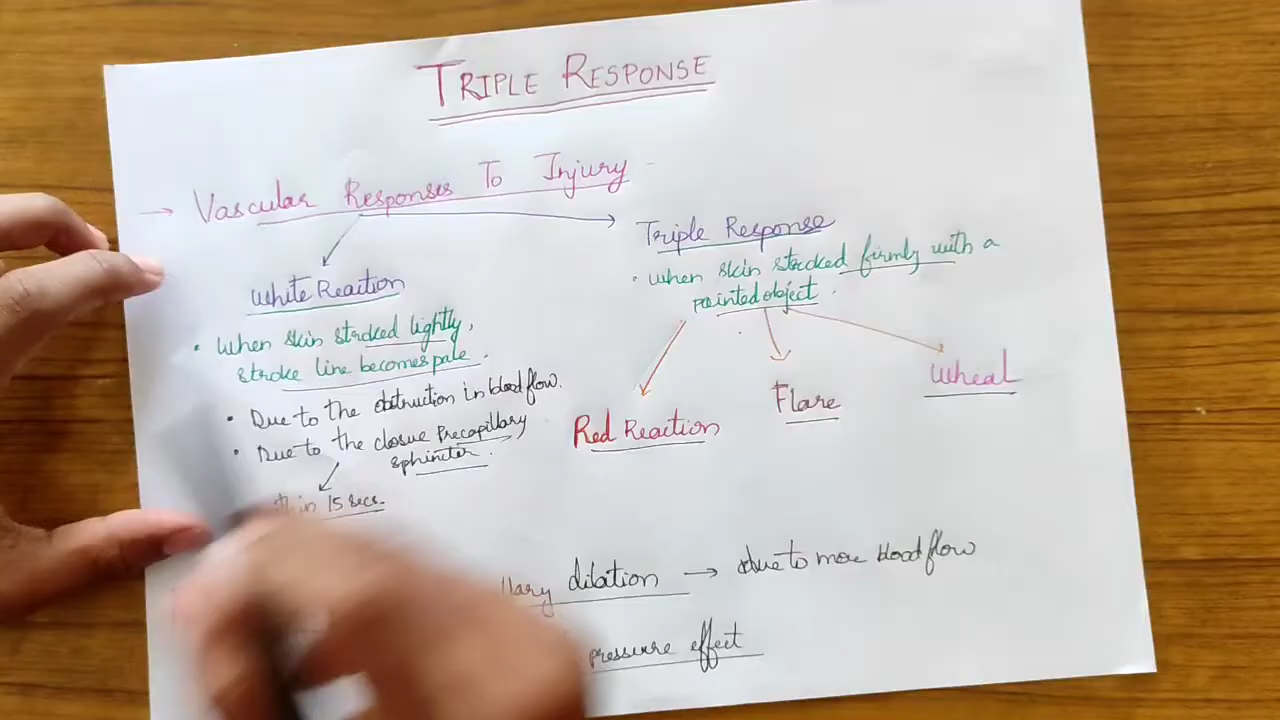 TRIPLE RESPONSE
→ Vascular Responses To Injury -
White Reaction
• When skin stroked lightly,
stroke line becomes pale.
• Due to the obstruction in blood flow.
• Due to the closue Precapillary
sphincter.
in 15 secs.
Triple Response
• When skin stroked firmly with a
pointed object.
Red Reaction
Flare
Wheal
dilation → due to more blood flow
pressure effect